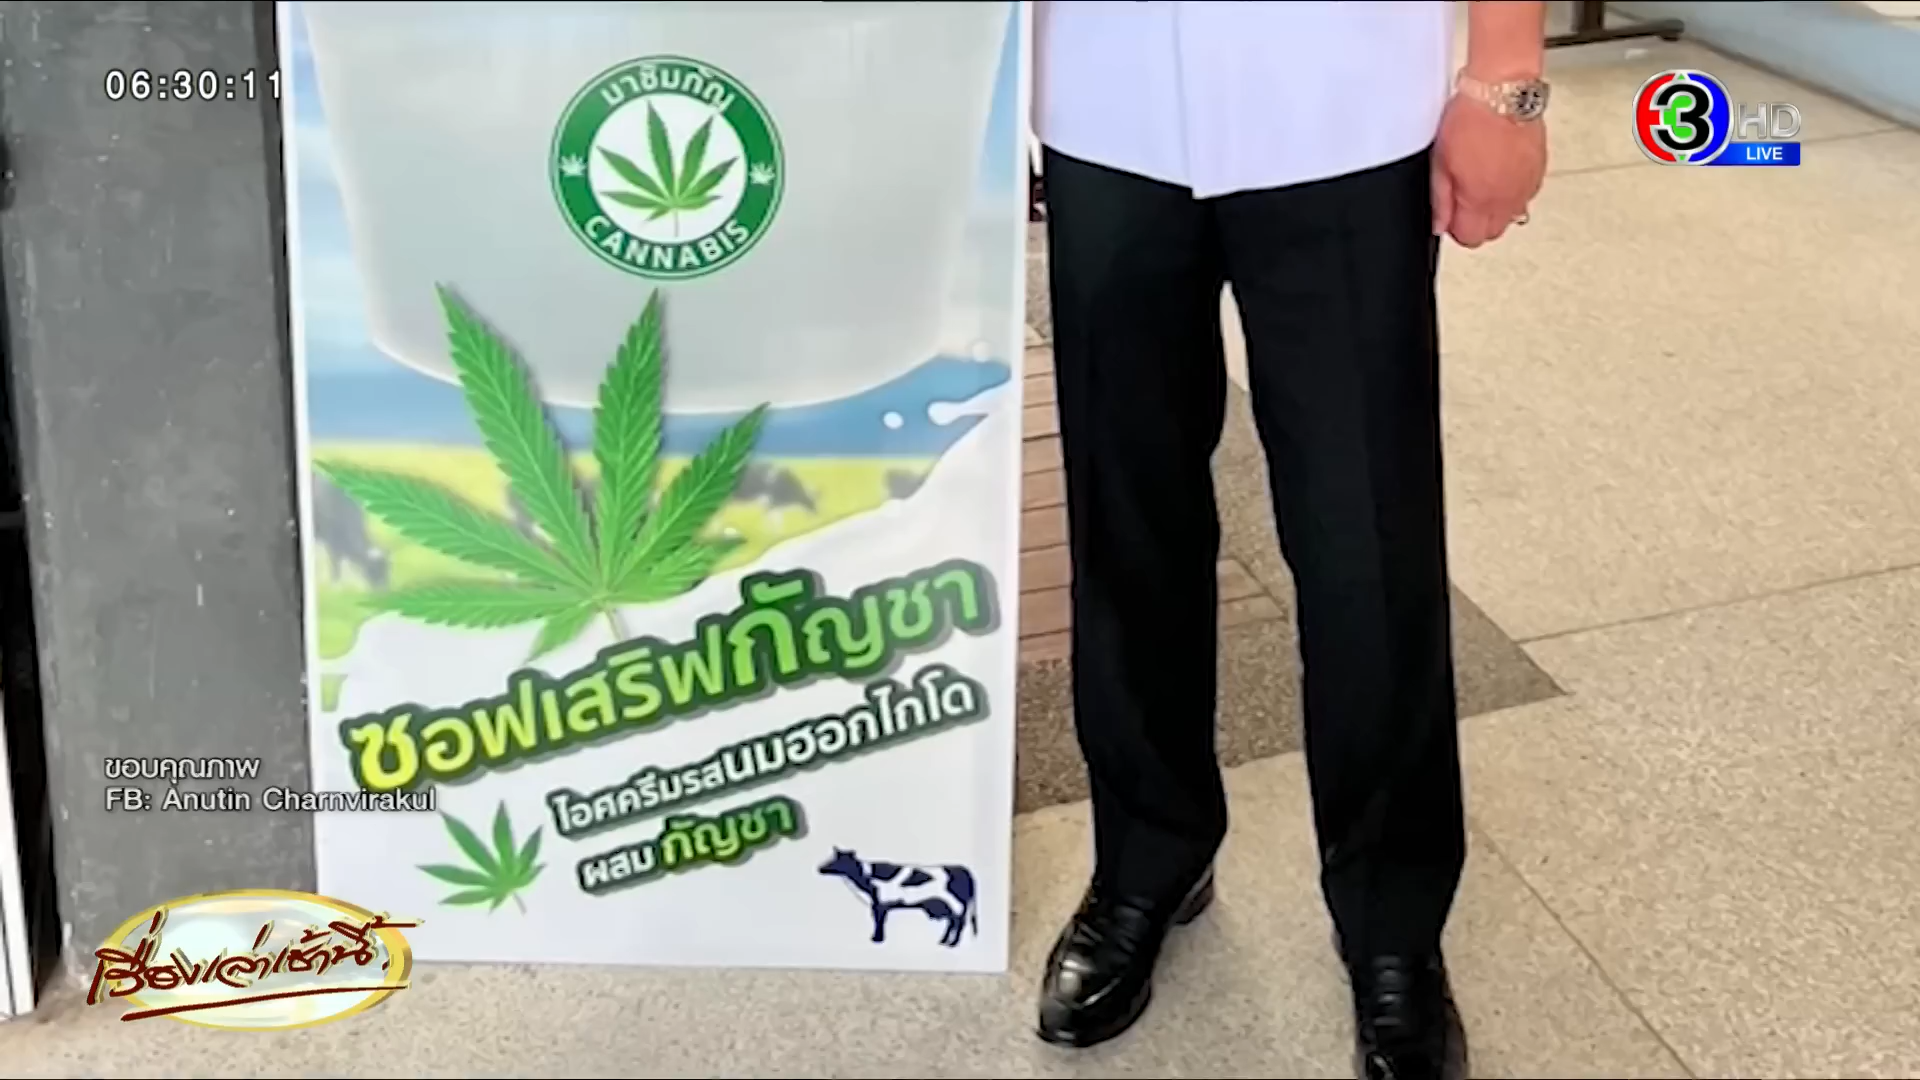 06:30:11
มาชิมกัญ
CANNABIS
3 HD
LIVE
ซอฟเสริฟกัญชา
ไอศครีมรสนมฮอกไกโด
ผสม กัญชา
ขอบคุณภาพ
FB: Anutin Charnvirakul
เรื่องเล่าเช้านี้